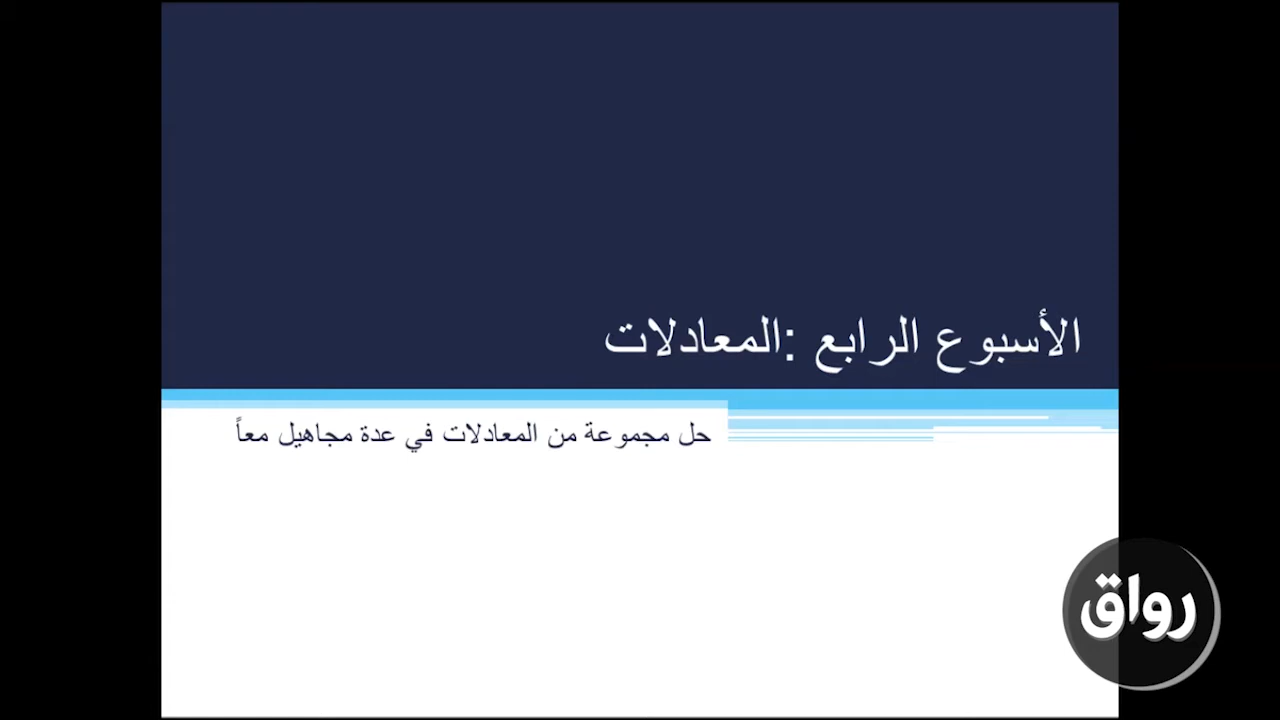 الأسبوع الرابع :المعادلات
حل مجموعة من المعادلات في عدة مجاهيل معاً
رواق